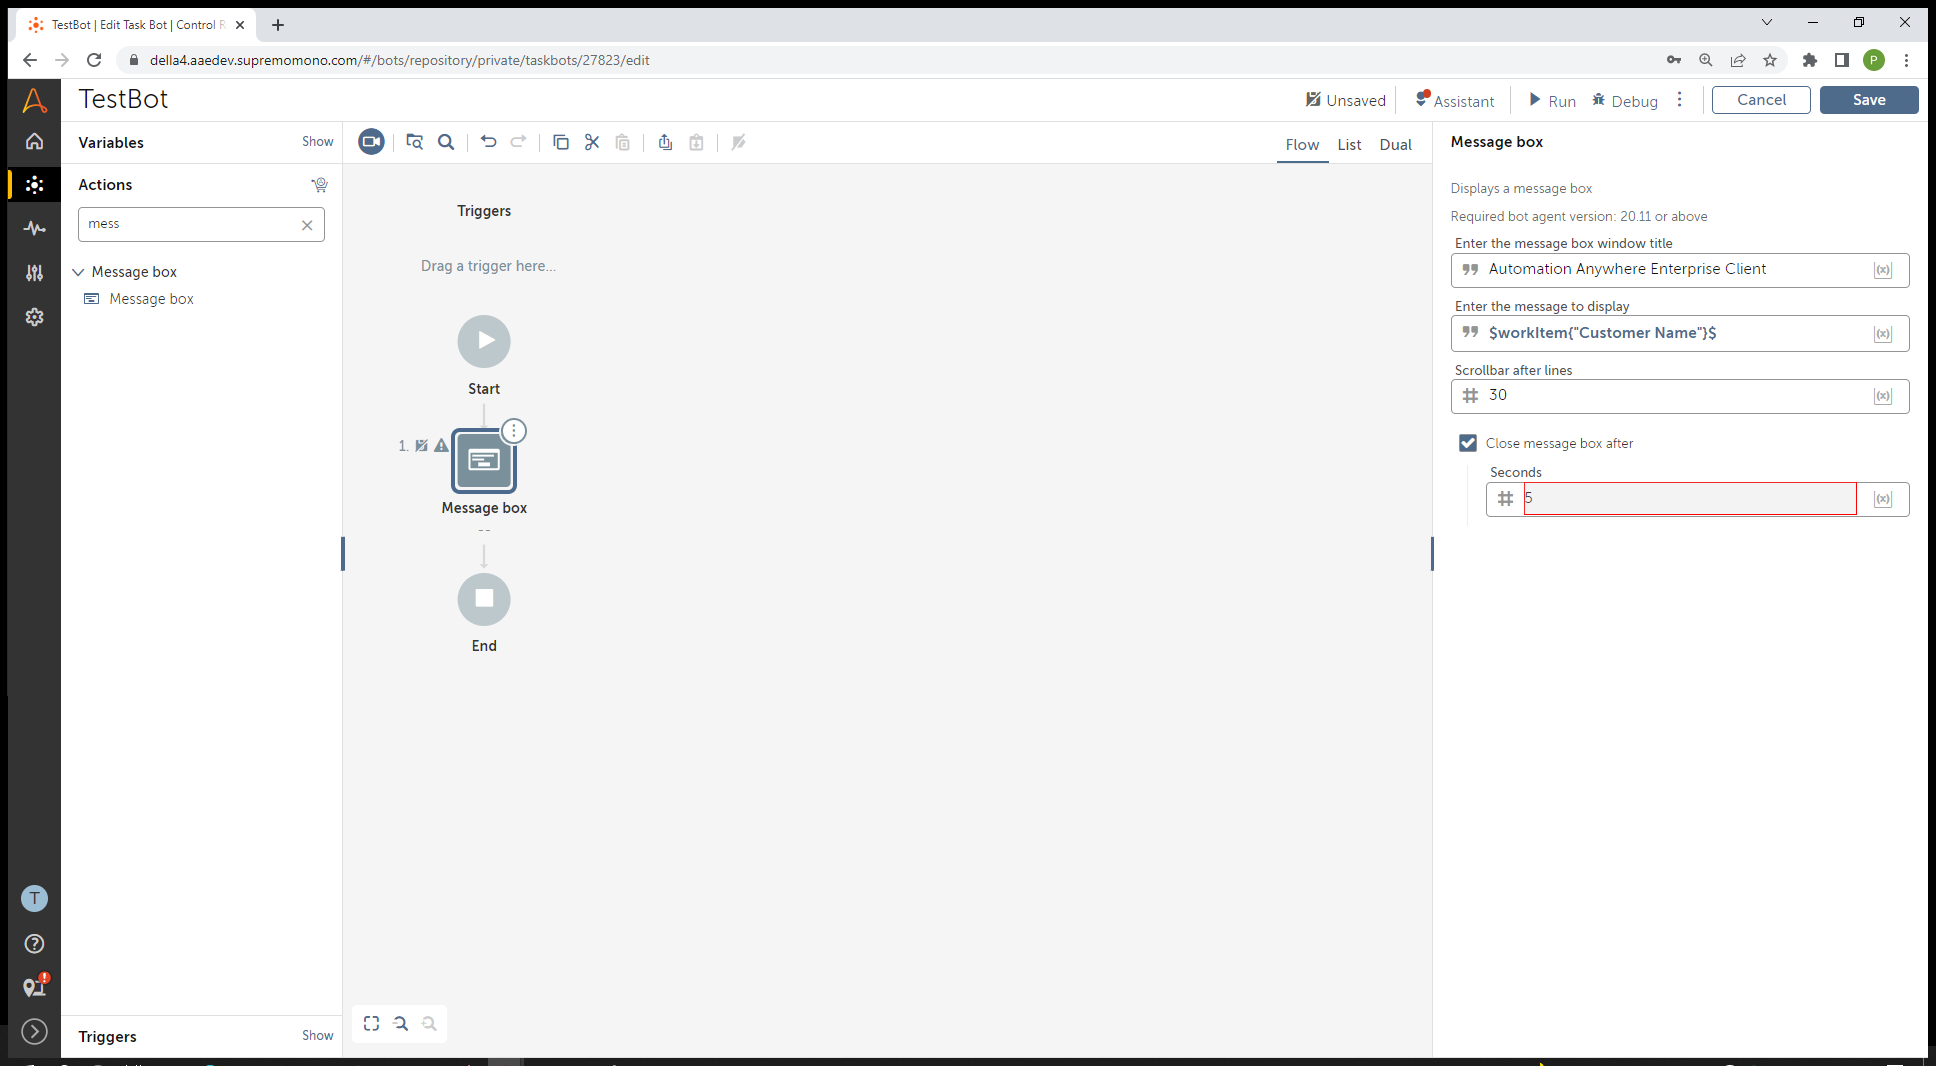 TestBot | Edit Task Bot | Control R
della4.aaedev.supremomono.com/#/bots/repository/private/taskbots/27823/edit
P
TestBot
Unsaved
Assistant
Run
Debug
Cancel
Save
Variables
Show
Flow
List
Dual
Message box
Actions
mess
Message box
Message box
Triggers
Drag a trigger here...
Start
1.
Message box
--
End
Displays a message box
Required bot agent version: 20.11 or above
Enter the message box window title
Automation Anywhere Enterprise Client
(x)
Enter the message to display
$workItem{"Customer Name"}$
(x)
Scrollbar after lines
30
(x)
Close message box after
Seconds
5
(x)
T
Triggers
Show